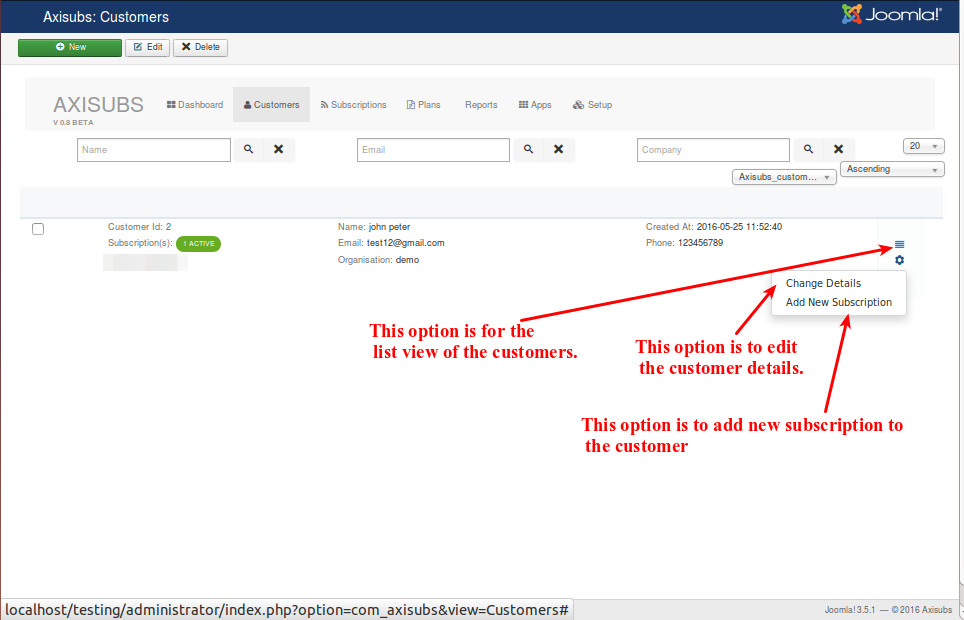 Axisubs: Customers
Joomla!®
New
Edit
Delete
AXISUBS
V 0.8 BETA
Dashboard
Customers
Subscriptions
Plans
Reports
Apps
Setup
Name
Email
Company
20
Axisubs_custom...
Ascending
Customer Id: 2
Name: john peter
Created At: 2016-05-25 11:52:40
Subscription(s): 1 ACTIVE
Email: test12@gmail.com
Phone: 123456789
Organisation: demo
Change Details
Add New Subscription
This option is for the
list view of the customers.
This option is to edit
the customer details.
This option is to add new subscription to
the customer
localhost/testing/administrator/index.php?option=com_axisubs&view=Customers#
Joomla! 3.5.1 — © 2016 Axisubs